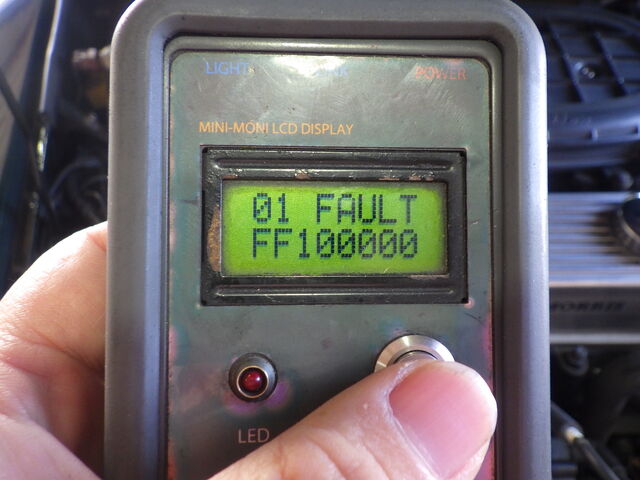 LIGHT
POWER
MINI-MONI LCD DISPLAY
01 FAULT
FF100000
LED